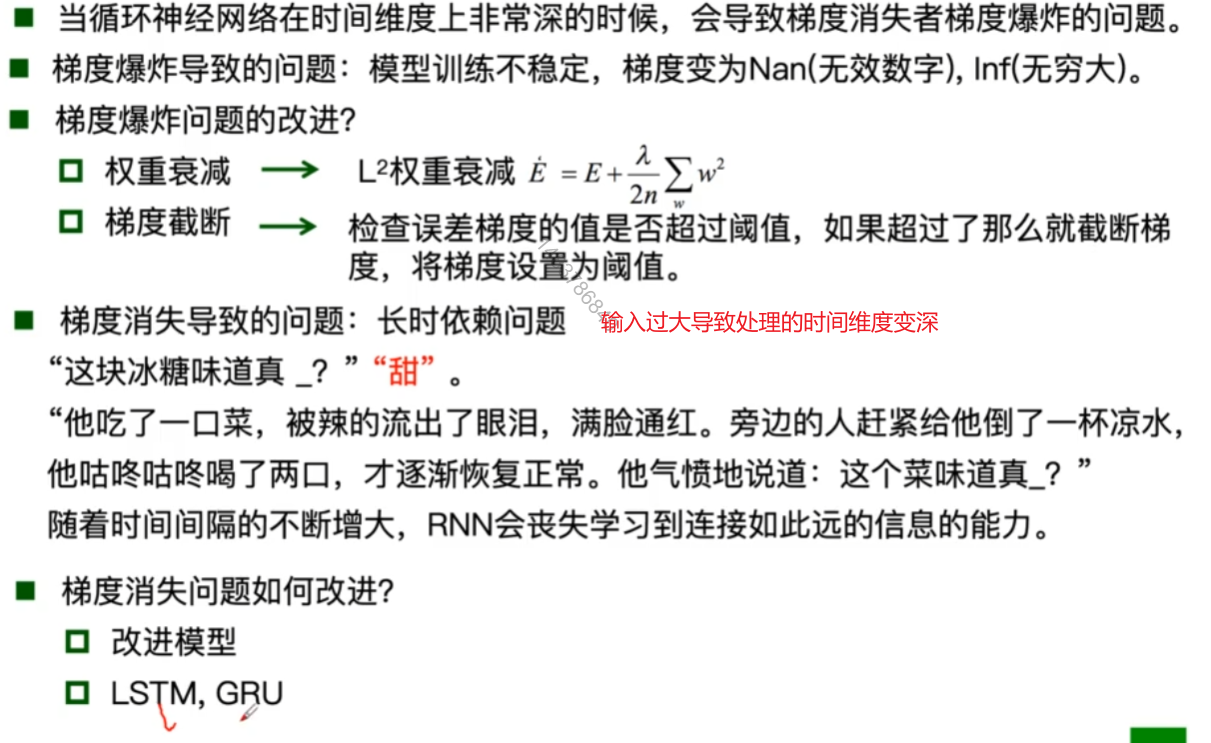 当循环神经网络在时间维度上非常深的时候，会导致梯度消失者梯度爆炸的问题。
梯度爆炸导致的问题：模型训练不稳定，梯度变为Nan(无效数字), Inf(无穷大)。
梯度爆炸问题的改进?
权重衰减 → L²权重衰减 Ė = E + λ/2n ∑w w²
梯度截断 → 检查误差梯度的值是否超过阈值，如果超过了那么就截断梯
度，将梯度设置为阈值。
梯度消失导致的问题：长时依赖问题 输入过大导致处理的时间维度变深
“这块冰糖味道真 _? ” “甜” 。
“他吃了一口菜，被辣的流出了眼泪，满脸通红。旁边的人赶紧给他倒了一杯凉水，
他咕咚咕咚喝了两口，才逐渐恢复正常。他气愤地说道：这个菜味道真_? ”
随着时间间隔的不断增大，RNN会丧失学习到连接如此远的信息的能力。
梯度消失问题如何改进?
改进模型
LSTM, GRU